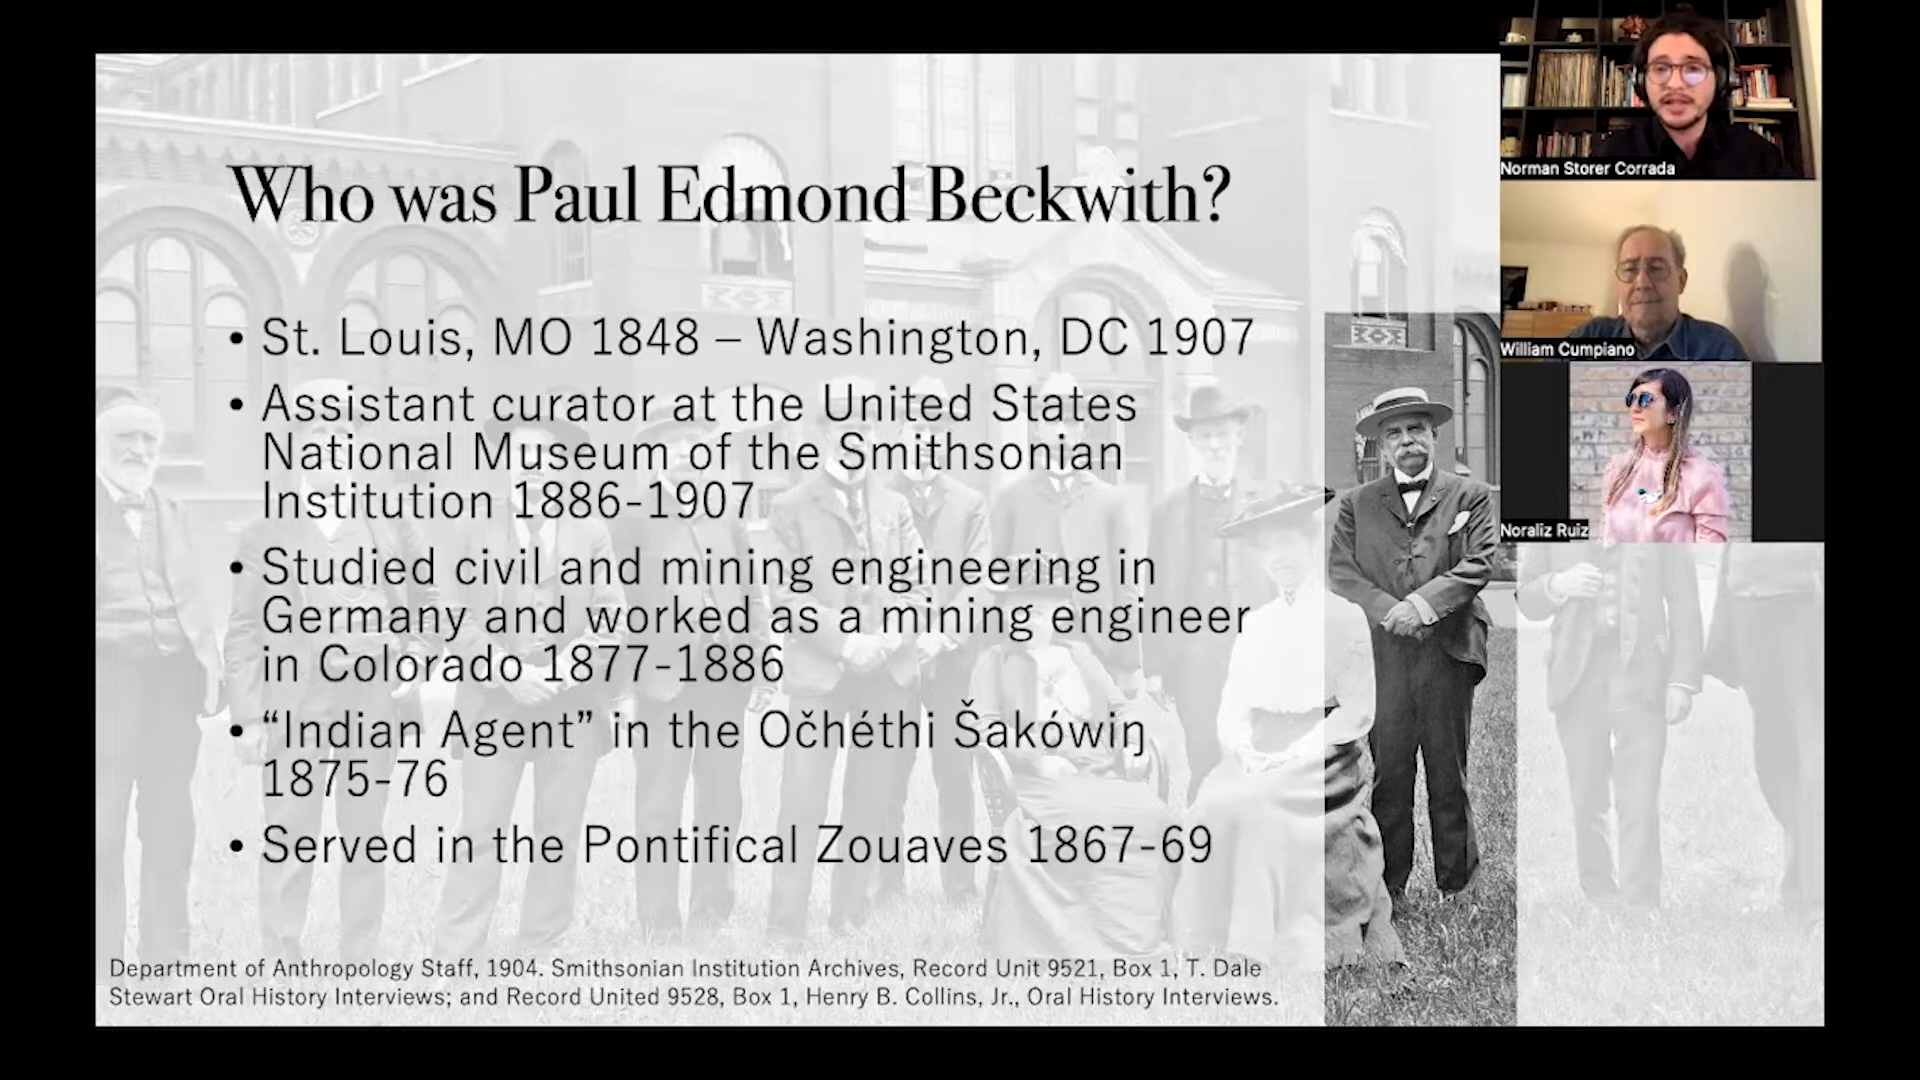 Who was Paul Edmond Beckwith?
• St. Louis, MO 1848 – Washington, DC 1907
• Assistant curator at the United States
National Museum of the Smithsonian
Institution 1886-1907
• Studied civil and mining engineering in
Germany and worked as a mining engineer
in Colorado 1877-1886
• “Indian Agent” in the Očhéthi Šakówiŋ
1875-76
• Served in the Pontifical Zouaves 1867-69
Department of Anthropology Staff, 1904. Smithsonian Institution Archives, Record Unit 9521, Box 1, T. Dale
Stewart Oral History Interviews; and Record United 9528, Box 1, Henry B. Collins, Jr., Oral History Interviews.
Norman Storer Corrada
William Cumpiano
Noraliz Ruiz